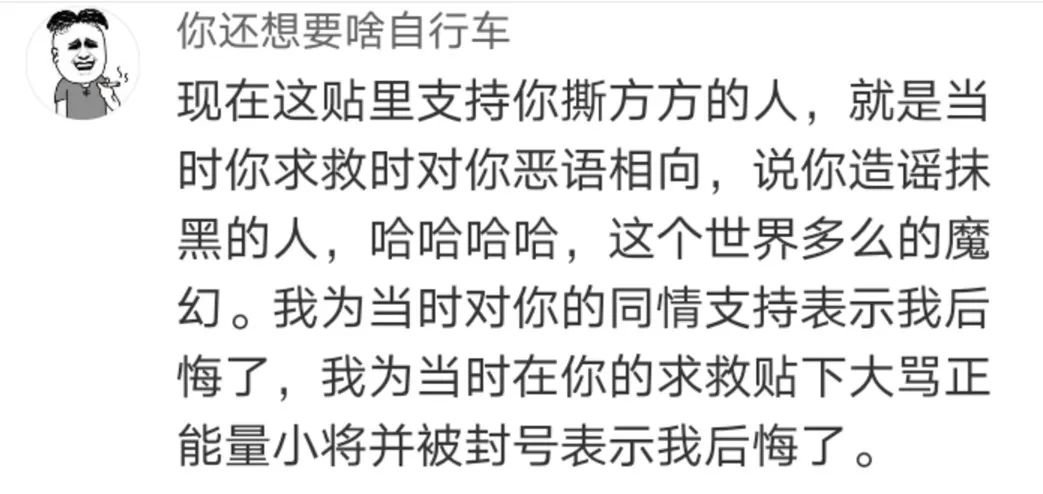 你还想要啥自行车
现在这贴里支持你撕方方的人，就是当
时你求救时对你恶语相向，说你造谣抹
黑的人，哈哈哈哈，这个世界多么的魔
幻。我为当时对你的同情支持表示我后
悔了，我为当时在你的求救贴下大骂正
能量小将并被封号表示我后悔了。